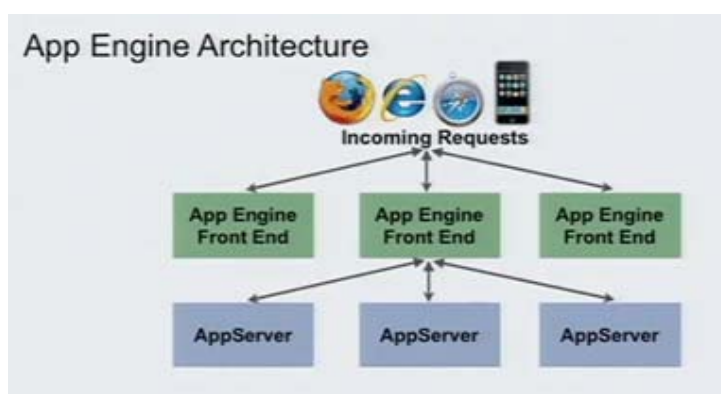 App Engine Architecture
Incoming Requests
App Engine
Front End
App Engine
Front End
App Engine
Front End
AppServer
AppServer
AppServer